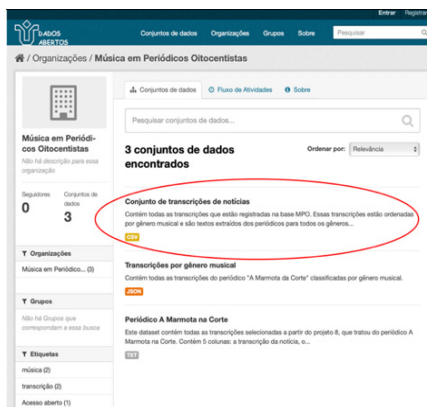 Entrar Registrar
DADOS
ABERTOS
Conjuntos de dados Organizações Grupos Sobre Pesquisar
/ Organizações / Música em Periódicos Oitocentistas
Conjuntos de dados Fluxo de Atividades Sobre
Pesquisar conjuntos de dados...
3 conjuntos de dados
encontrados
Ordenar por: Relevância
Música em Periódi-
cos Oitocentistas
Não há descrição para essa
organização
Seguidores
0
Conjuntos de
dados
3
Organizações
Música em Periódico... (3)
Grupos
Não há Grupos que
correspondam a essa busca
Etiquetas
música (2)
transcrição (2)
Acesso aberto (1)
Conjunto de transcrições de notícias
Contém todas as transcrições que estão registradas na base MPO. Essas transcrições estão ordenadas
por gênero musical e são textos extraídos dos periódicos para todos os gêneros...
CSV
Transcrições por gênero musical
Contém todas as transcrições do periódico "A Marmota da Corte" classificadas por gênero musical.
JSON
Periódico A Marmota na Corte
Este dataset contém todas as transcrições selecionadas a partir do projeto 8, que tratou do periódico A
Marmota na Corte. Contém 5 colunas: a transcrição da notícia, o...
TXT